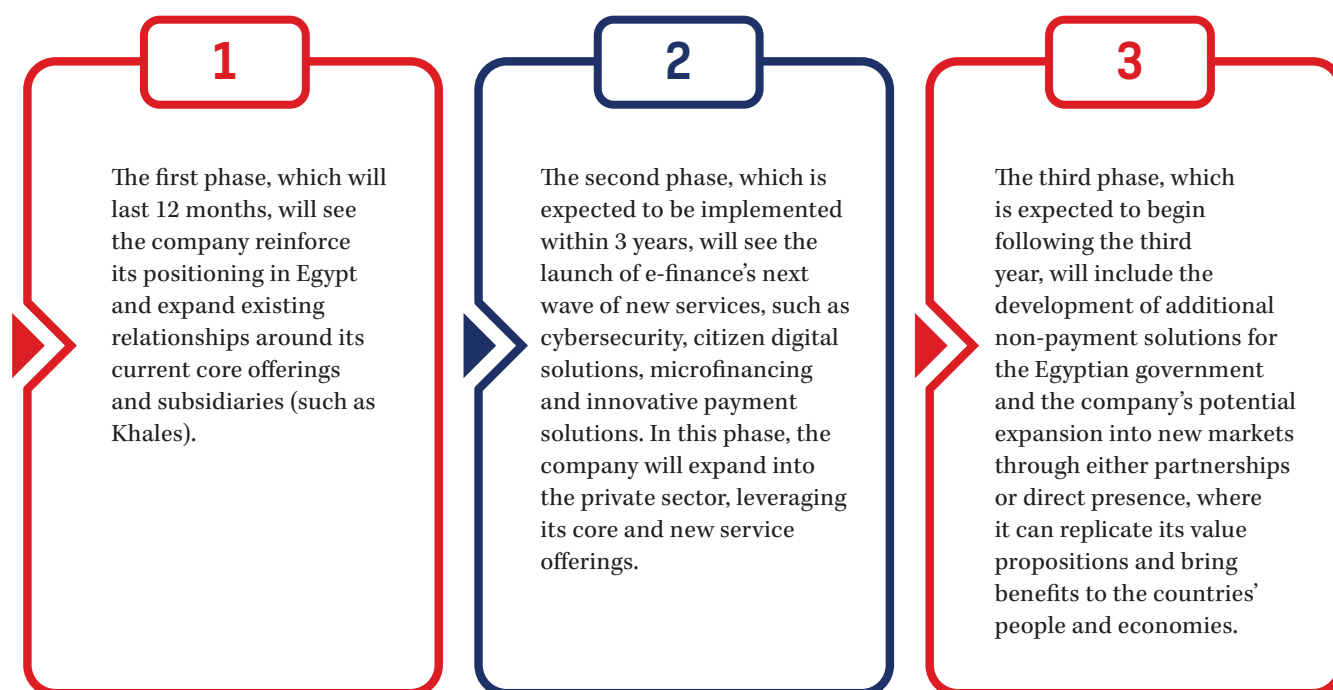 1
The first phase, which will
last 12 months, will see
the company reinforce
its positioning in Egypt
and expand existing
relationships around its
current core offerings
and subsidiaries (such as
Khales).
2
The second phase, which is
expected to be implemented
within 3 years, will see the
launch of e-finance’s next
wave of new services, such as
cybersecurity, citizen digital
solutions, microfinancing
and innovative payment
solutions. In this phase, the
company will expand into
the private sector, leveraging
its core and new service
offerings.
3
The third phase, which
is expected to begin
following the third
year, will include the
development of additional
non-payment solutions for
the Egyptian government
and the company’s potential
expansion into new markets
through either partnerships
or direct presence, where
it can replicate its value
propositions and bring
benefits to the countries’
people and economies.